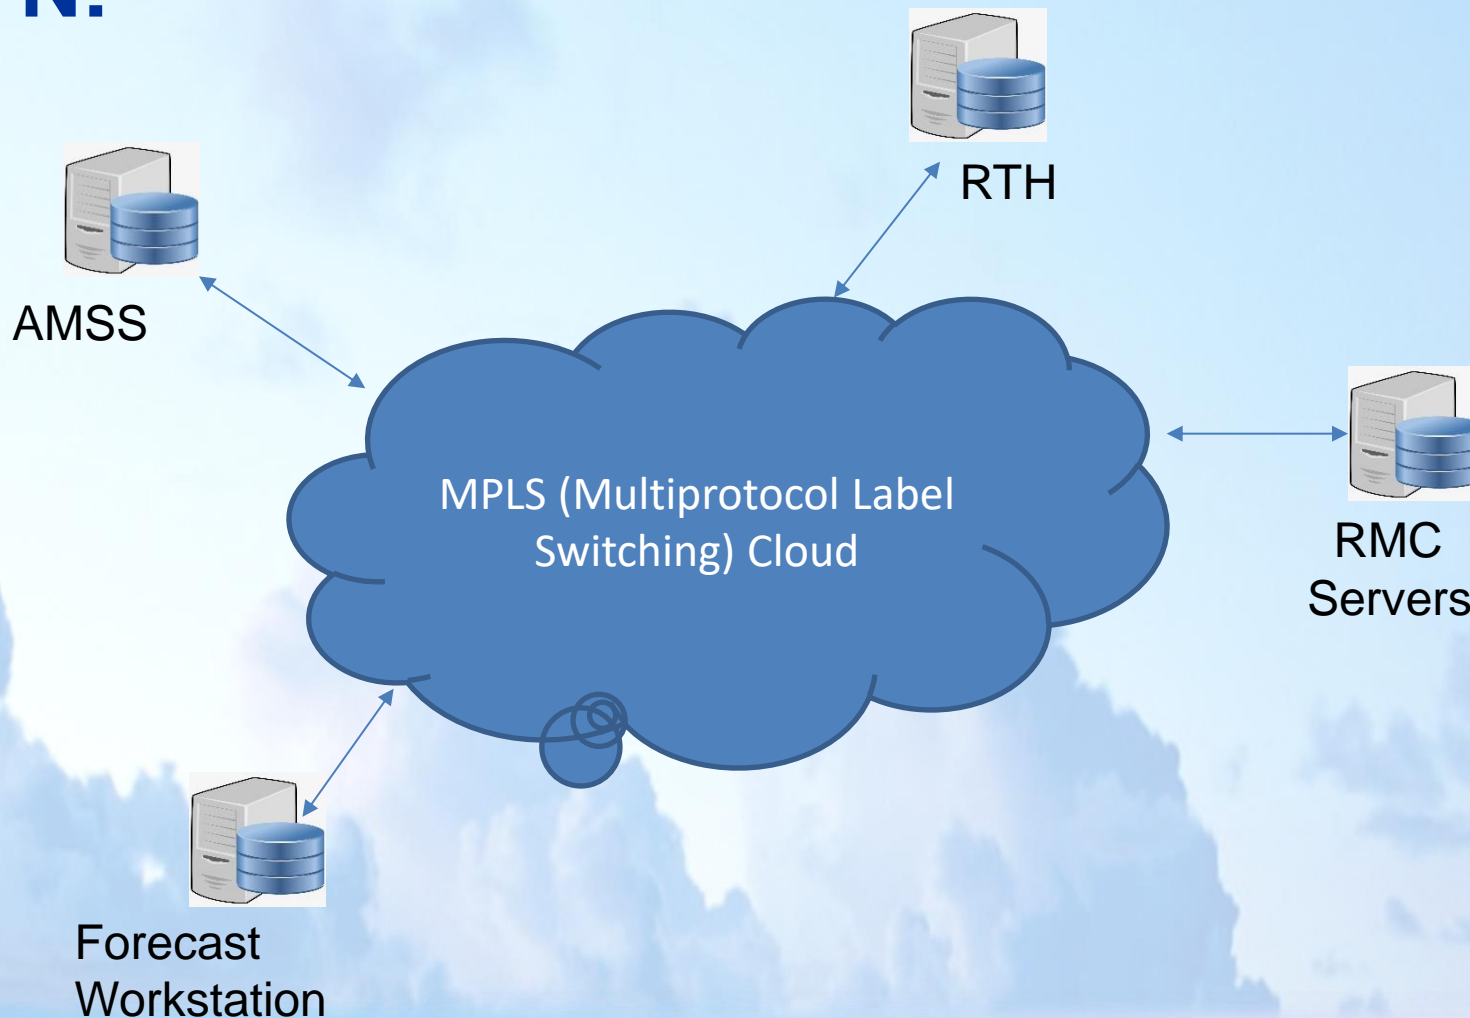 N:
RTH
AMSS
MPLS (Multiprotocol Label
Switching) Cloud
RMC
Servers
Forecast
Workstation